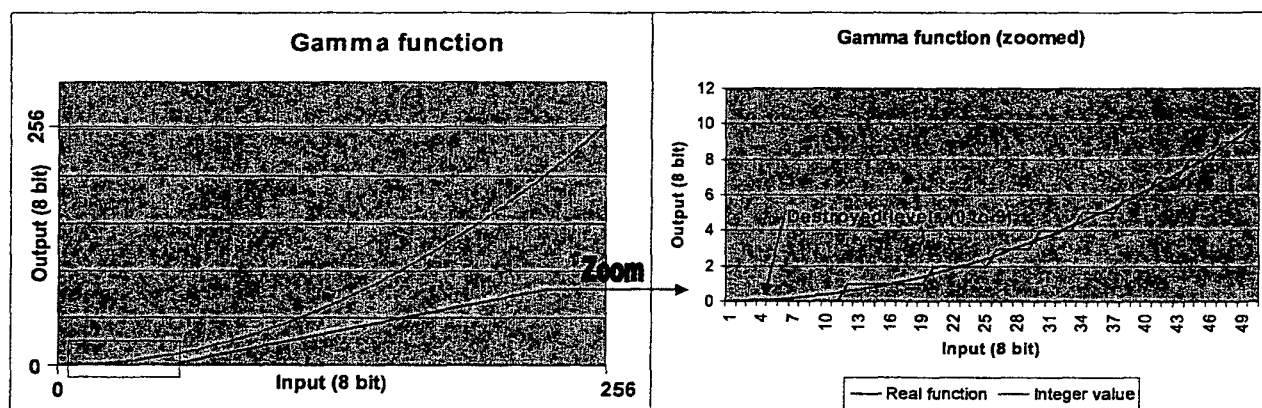 Gamma function
Output (8 bit)
256
0
Input (8 bit)
0
256
Zoom
Gamma function (zoomed)
Output (8 bit)
12
10
8
6
4
2
0
Destroyed levels (0 to 9)
1 4 7 10 13 16 19 22 25 28 31 34 37 40 43 46 49
Input (8 bit)
Real function Integer value